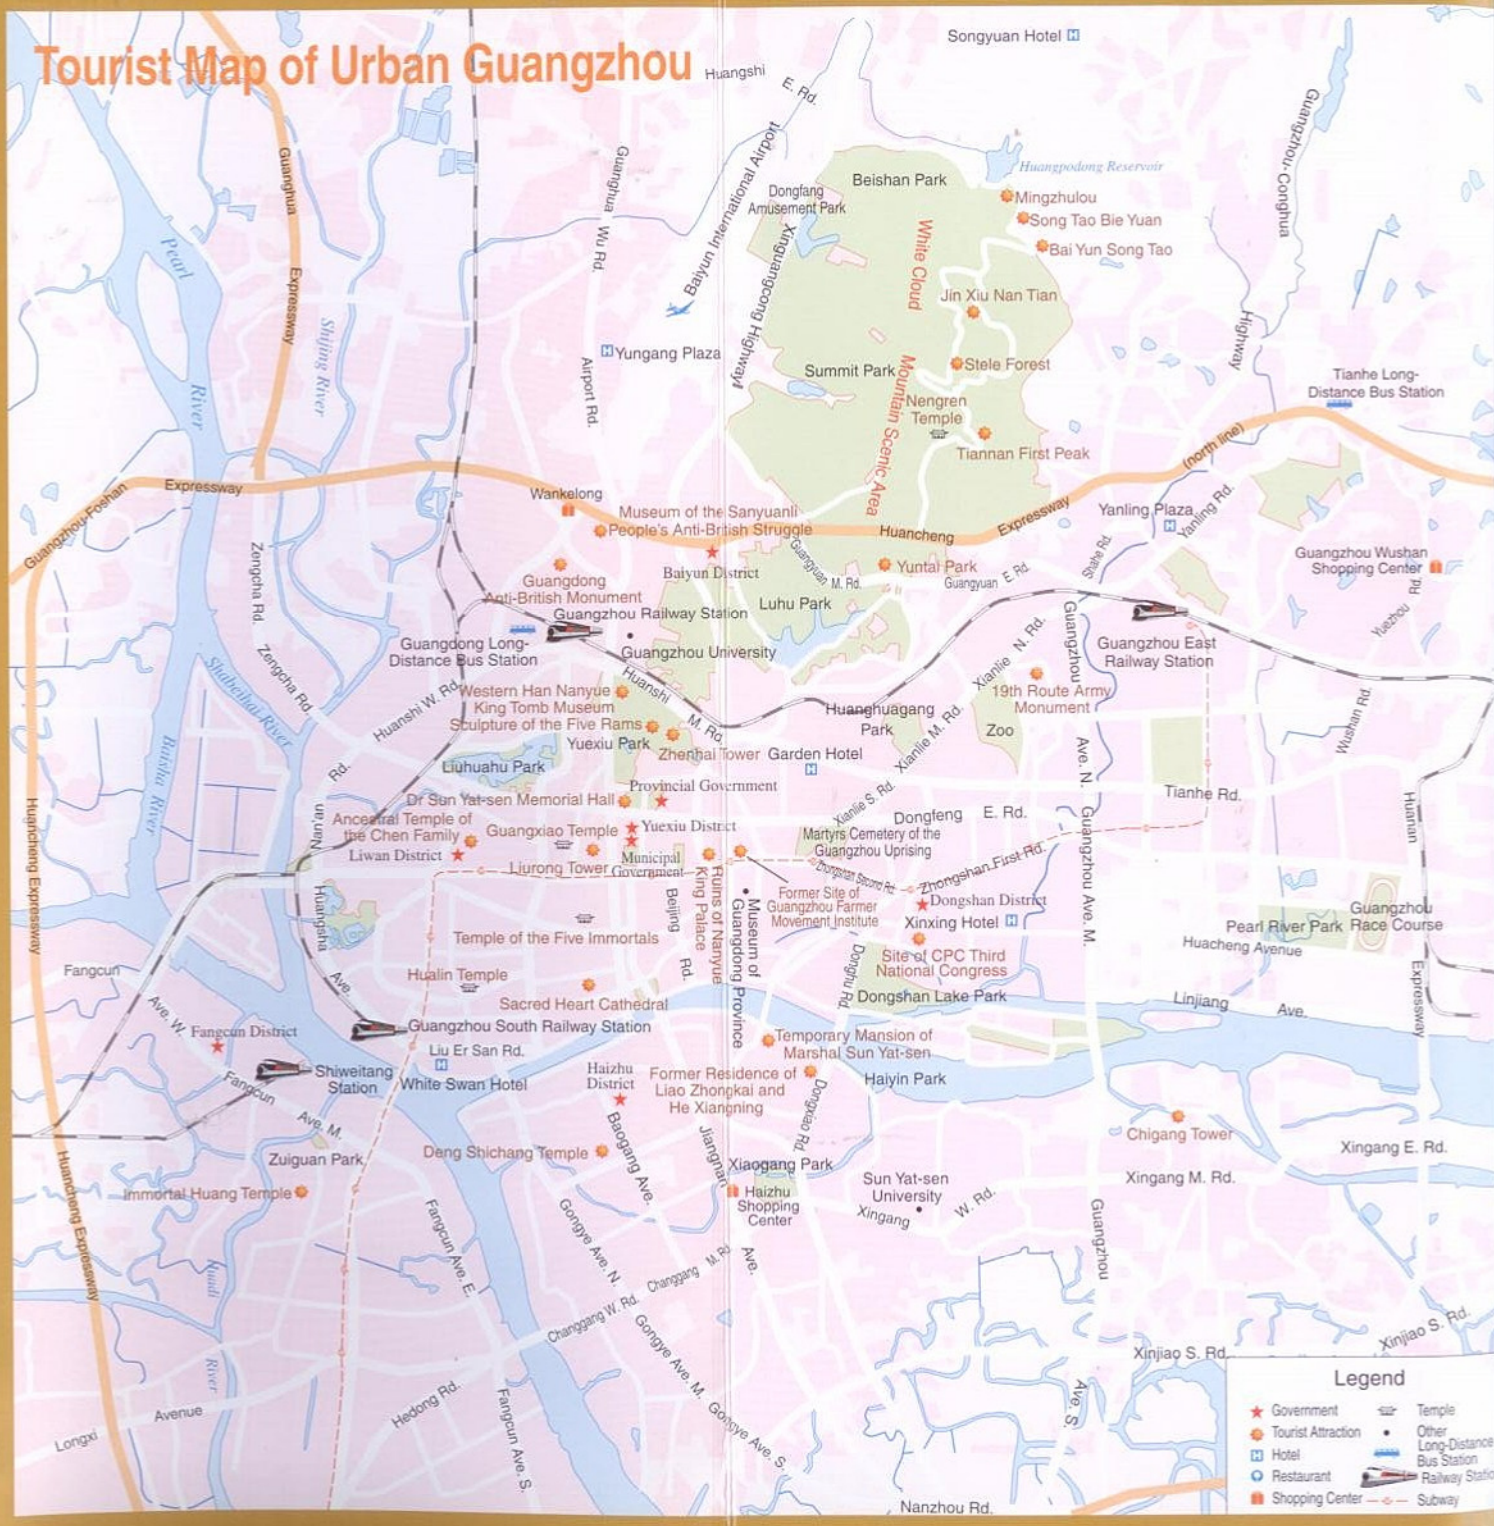 Tourist Map of Urban Guangzhou
Songyuan Hotel
Huangshi
E. Rd.
Guanghua
Expressway
Guanghua Wu Rd.
Baiyun International Airport
Dongfang
Amusement Park
Beishan Park
Huangpodong Reservoir
Mingzhulou
Song Tao Bie Yuan
Bai Yun Song Tao
Guangzhou-Conghua
Highway
Pearl
River
Shijing River
Xinguangcong Highway
White Cloud
Mountain Scenic Area
Jin Xiu Nan Tian
Yungang Plaza
Airport Rd.
Summit Park
Stele Forest
Nengren
Temple
Tiannan First Peak
Tianhe Long-
Distance Bus Station
(north line)
Guangzhou-Foshan
Expressway
Wankelong
Museum of the Sanyuanli
People's Anti-British Struggle
Huancheng
Expressway
Yanling Plaza
Yanling Rd.
Shahe Rd.
Guangzhou Wushan
Shopping Center
Zengcha Rd.
Guangdong
Anti-British Monument
Baiyun District
Guangyuan M. Rd.
Yuntai Park
Guangyuan E. Rd.
Luhu Park
Yuezhou
Rd.
Guangzhou Railway Station
Guangdong Long-
Distance Bus Station
Guangzhou University
Guangzhou East
Railway Station
Zengcha Rd.
Shabeihai River
Huanshi W. Rd.
Western Han Nanyue
King Tomb Museum
Sculpture of the Five Rams
Yuexiu Park
Huanshi
M. Rd.
Zhenhai Tower
Garden Hotel
Huanghuagang
Park
Xianlie N. Rd.
Xianlie M. Rd.
Xianlie S. Rd.
Zoo
19th Route Army
Monument
Guangzhou
Ave. N.
Wushan Rd.
Baisha River
Liuhuahu Park
Provincial Government
Dr Sun Yat-sen Memorial Hall
Ancestral Temple of
the Chen Family
Guangxiao Temple
Yuexiu District
Liwan District
Liurong Tower
Municipal
Government
Nan'an
Rd.
Dongfeng
E. Rd.
Tianhe Rd.
Martyrs Cemetery of the
Guangzhou Uprising
Zhongshan Second Rd.
Zhongshan First Rd.
Guangzhou Ave. M.
Huanan
Expressway
Huancheng Expressway
Huangsha
Ave.
Beijing
Rd.
Ruins of Nanyue
King Palace
Museum of
Guangdong Province
Former Site of
Guangzhou Farmer
Movement Institute
Dongshan District
Xinxing Hotel
Site of CPC Third
National Congress
Pearl River Park
Guangzhou
Race Course
Huacheng Avenue
Temple of the Five Immortals
Hualin Temple
Sacred Heart Cathedral
Donghu Rd.
Dongshan Lake Park
Linjiang
Ave.
Fangcun
Ave. W.
Fangcun District
Guangzhou South Railway Station
Liu Er San Rd.
White Swan Hotel
Shiweitang
Station
Fangcun
Ave. M.
Haizhu
District
Temporary Mansion of
Marshal Sun Yat-sen
Former Residence of
Liao Zhongkai and
He Xiangning
Haiyin Park
Dongxiao Rd.
Chigang Tower
Xingang E. Rd.
Xingang M. Rd.
Zuiguan Park
Deng Shichang Temple
Baogang Ave.
Jiangnan
Ave.
Xiaogang Park
Haizhu
Shopping
Center
Sun Yat-sen
University
Xingang
W. Rd.
Immortal Huang Temple
Huancheng Expressway
Fangcun Ave. E.
Gongye Ave. N.
Changgang M. Rd.
Changgang W. Rd.
Gongye Ave. M.
Gongye Ave. S.
Guangzhou
Ave. S.
Xinjiao S. Rd.
Xinjiao S. Rd.
River
Longxi
Avenue
Hedong Rd.
Fangcun Ave. S.
Nanzhou Rd.
Legend
Government
Temple
Tourist Attraction
Other
Hotel
Long-Distance
Bus Station
Restaurant
Railway Statio
Shopping Center
Subway